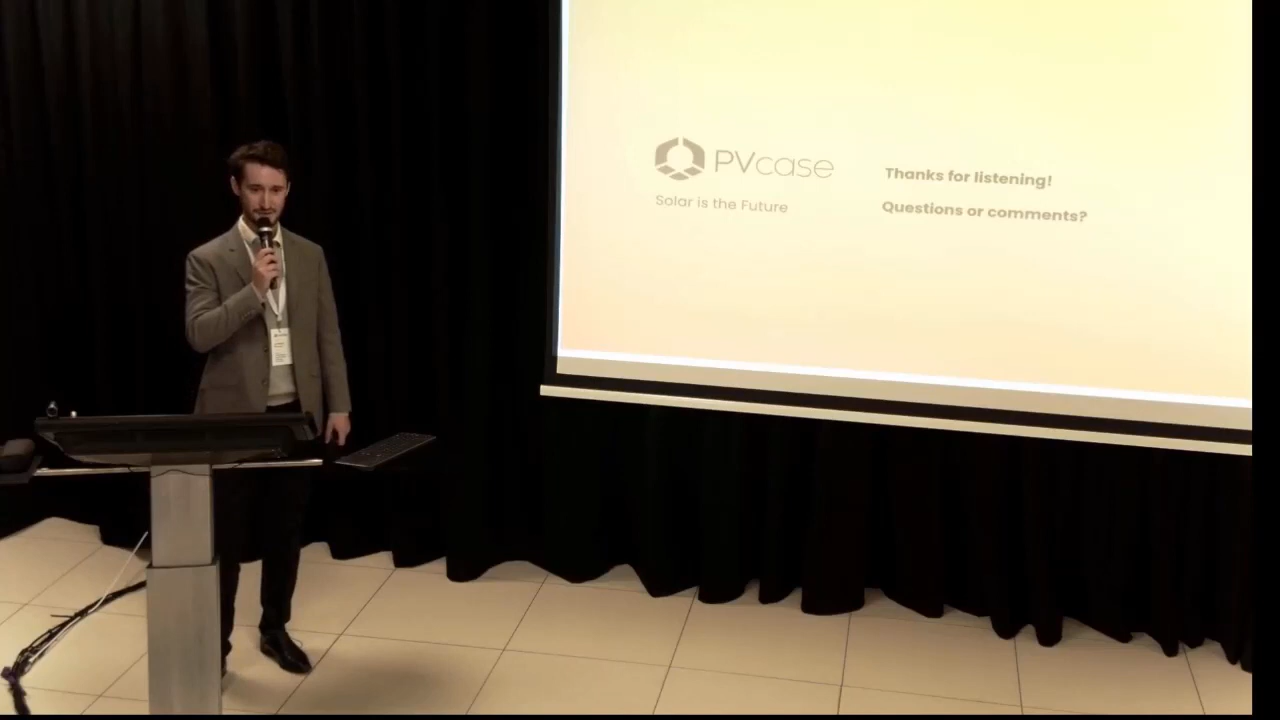 PVcase
Solar is the Future
Thanks for listening!
Questions or comments?